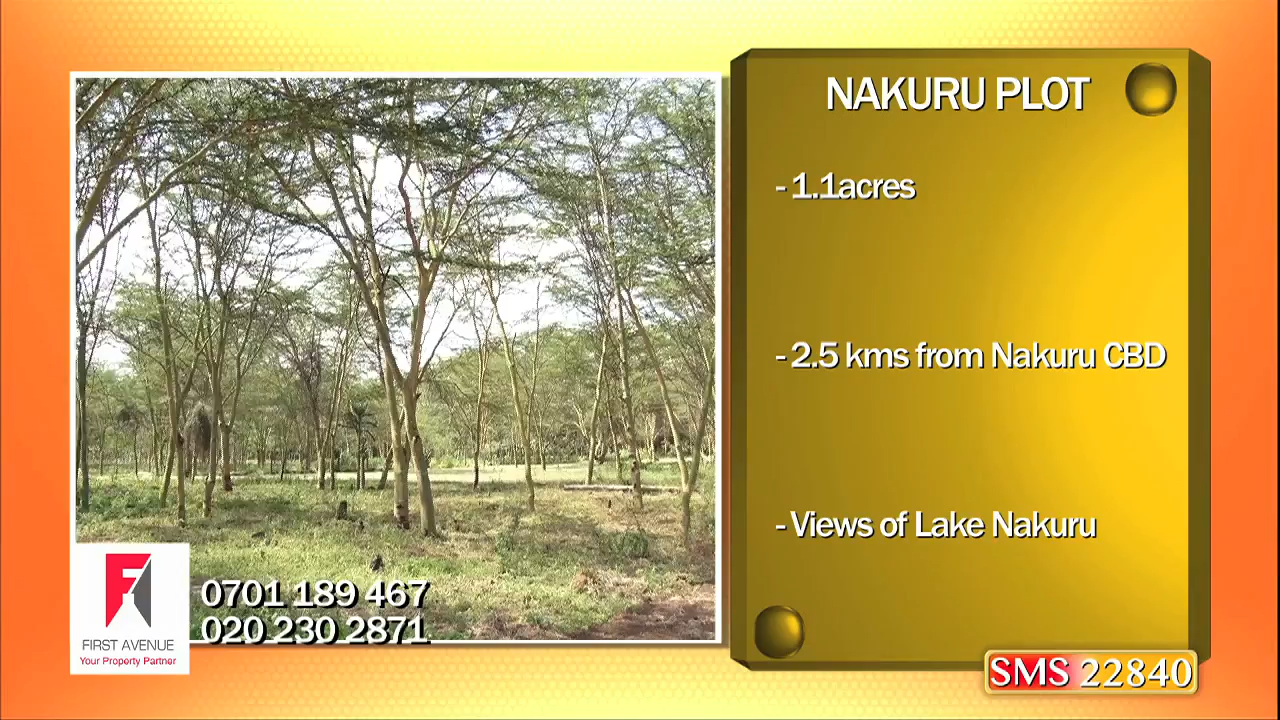 NAKURU PLOT
- 1.1acres
- 2.5 kms from Nakuru CBD
- Views of Lake Nakuru
0701 189 467
020 230 2871
FIRST AVENUE
Your Property Partner
SMS 22840